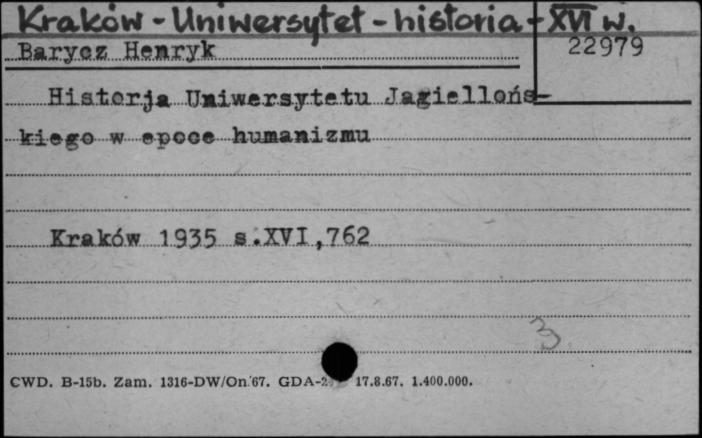 Kraków - Uniwersytet - historia - XVI w.
Barycz Henryk
22979
Historja Uniwersytetu Jagiellońs-
kiego w epoce humanizmu
Kraków 1935 s.XVI,762
3
CWD. B-15b. Zam. 1316-DW/On.'67. GDA-2 17.8.67. 1.400.000.